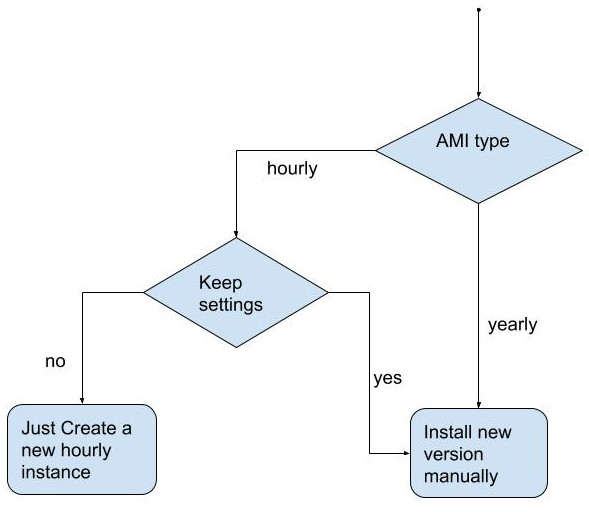 AMI type
hourly
Keep
settings
yearly
no
yes
Just Create a
new hourly
instance
Install new
version
manually